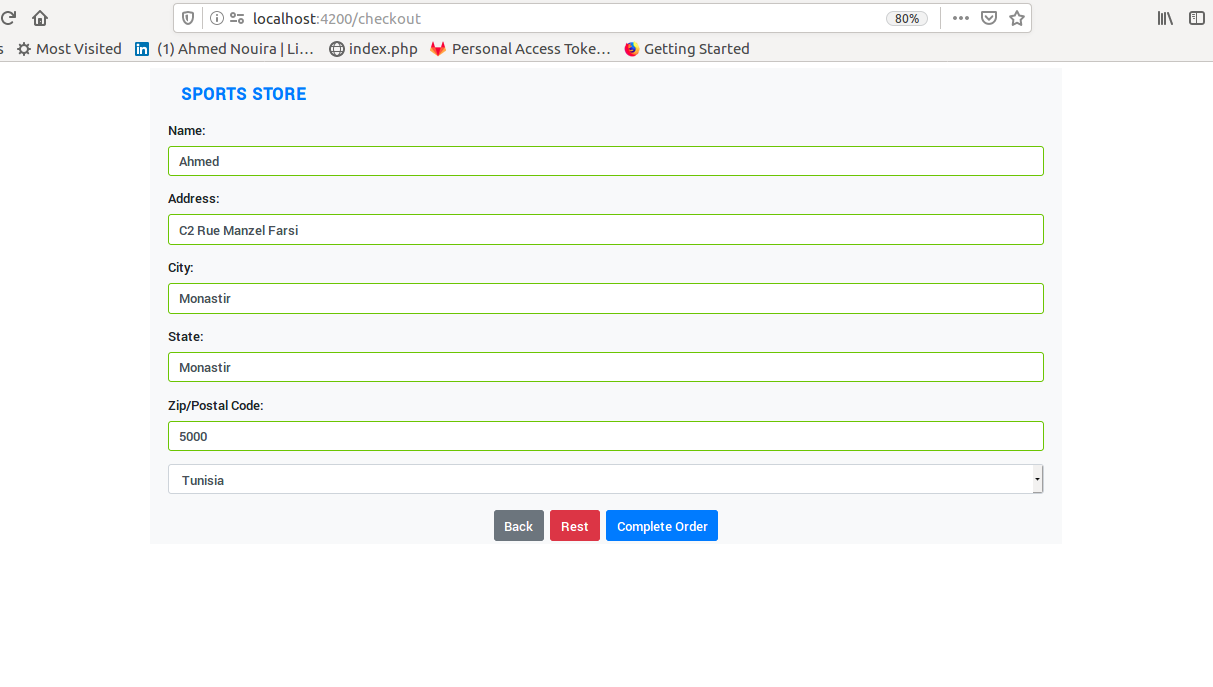 localhost:4200/checkout 80%
s Most Visited (1) Ahmed Nouira | Li… index.php Personal Access Toke… Getting Started
SPORTS STORE
Name:
Ahmed
Address:
C2 Rue Manzel Farsi
City:
Monastir
State:
Monastir
Zip/Postal Code:
5000
Tunisia
Back Rest Complete Order